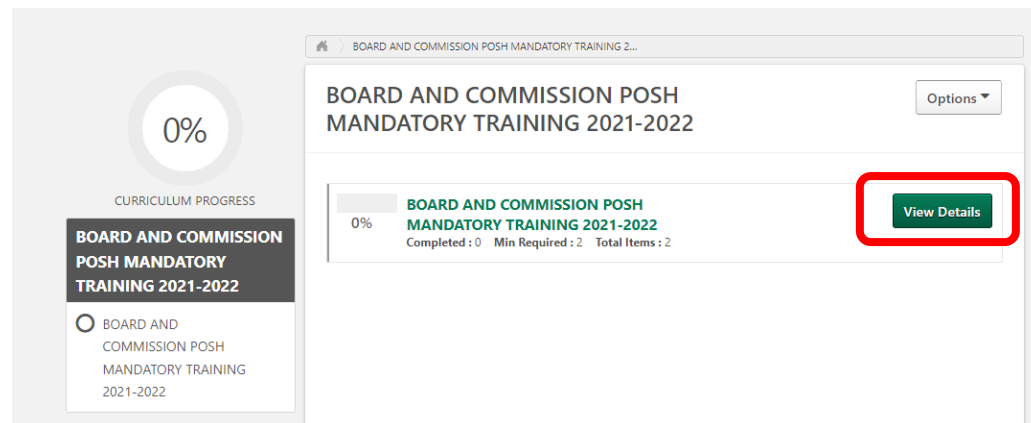 BOARD AND COMMISSION POSH MANDATORY TRAINING 2...
0%
CURRICULUM PROGRESS
BOARD AND COMMISSION
POSH MANDATORY
TRAINING 2021-2022
BOARD AND
COMMISSION POSH
MANDATORY TRAINING
2021-2022
BOARD AND COMMISSION POSH
MANDATORY TRAINING 2021-2022
Options
0%
BOARD AND COMMISSION POSH
MANDATORY TRAINING 2021-2022
Completed : 0 Min Required : 2 Total Items : 2
View Details